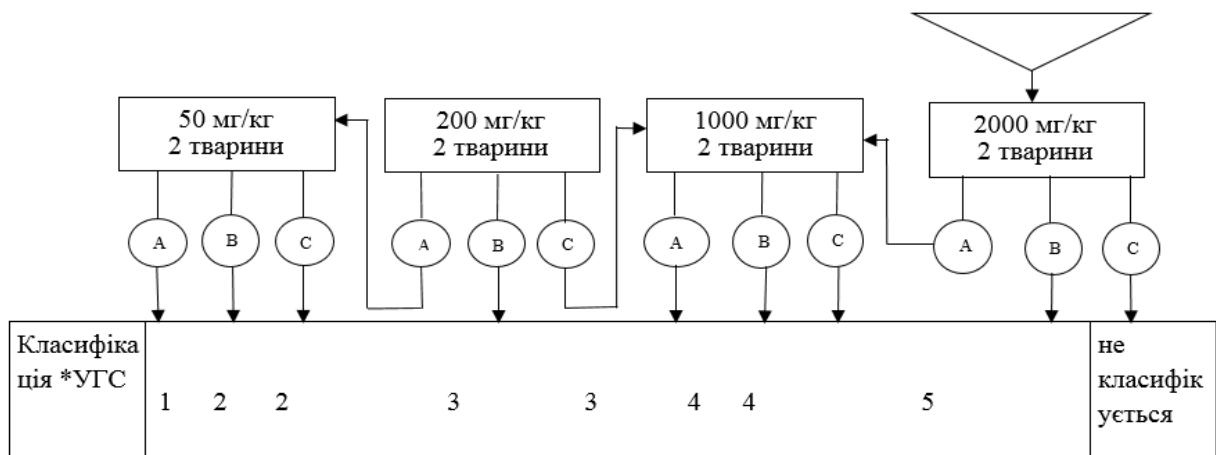 50 мг/кг
2 тварини
200 мг/кг
2 тварини
1000 мг/кг
2 тварини
2000 мг/кг
2 тварини
A B C A B C A B C A B C
Класифіка
ція *УГС
1 2 2 3 3 4 4 5
не
класифік
ується